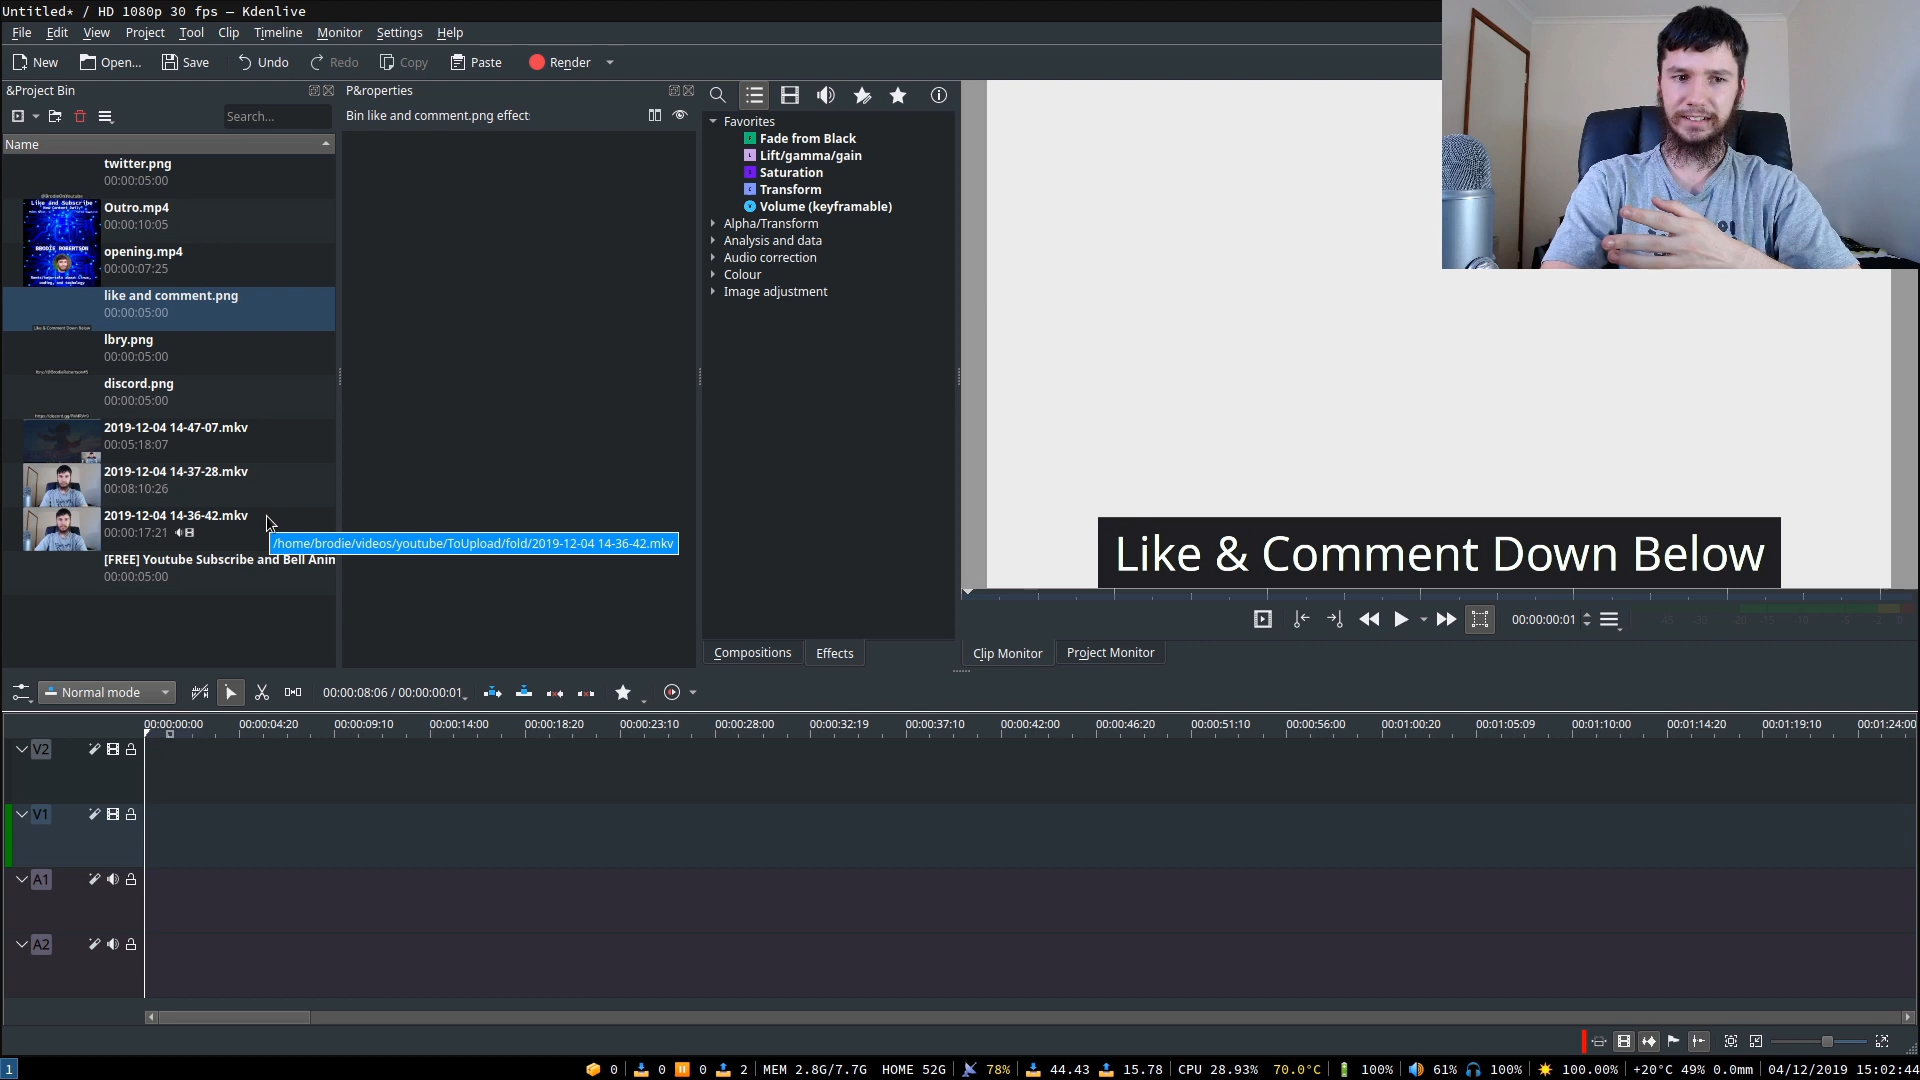 Untitled* / HD 1080p 30 fps — Kdenlive
File Edit View Project Tool Clip Timeline Monitor Settings Help
New Open... Save Undo Redo Copy Paste Render
&Project Bin
P&roperties
Bin like and comment.png effect
Search...
Name
twitter.png
00:00:05:00
@BrodieOnYoutube
Outro.mp4
00:00:10:05
Like and Subscribe
BRODIE ROBERTSON
opening.mp4
00:00:07:25
like and comment.png
00:00:05:00
Like & Comment Down Below
lbry.png
00:00:05:00
discord.png
00:00:05:00
2019-12-04 14-47-07.mkv
00:05:18:07
2019-12-04 14-37-28.mkv
00:08:10:26
2019-12-04 14-36-42.mkv
00:00:17:21
/home/brodie/videos/youtube/ToUpload/fold/2019-12-04 14-36-42.mkv
[FREE] Youtube Subscribe and Bell Anin
00:00:05:00
Favorites
Fade from Black
Lift/gamma/gain
Saturation
Transform
Volume (keyframable)
Alpha/Transform
Analysis and data
Audio correction
Colour
Image adjustment
Compositions Effects
Like & Comment Down Below
00:00:00:01
Clip Monitor Project Monitor
Normal mode
00:00:08:06 / 00:00:00:01
00:00:00:00 00:00:04:20 00:00:09:10 00:00:14:00 00:00:18:20 00:00:23:10 00:00:28:00 00:00:32:19 00:00:37:10 00:00:42:00 00:00:46:20 00:00:51:10 00:00:56:00 00:01:00:20 00:01:05:09 00:01:10:00 00:01:14:20 00:01:19:10 00:01:24:00
V2
V1
A1
A2
1
0 0 0 2 MEM 2.8G/7.7G HOME 52G 78% 44.43 15.78 CPU 28.93% 70.0°C 100% 61% 100% 100.00% +20°C 49% 0.0mm 04/12/2019 15:02:44